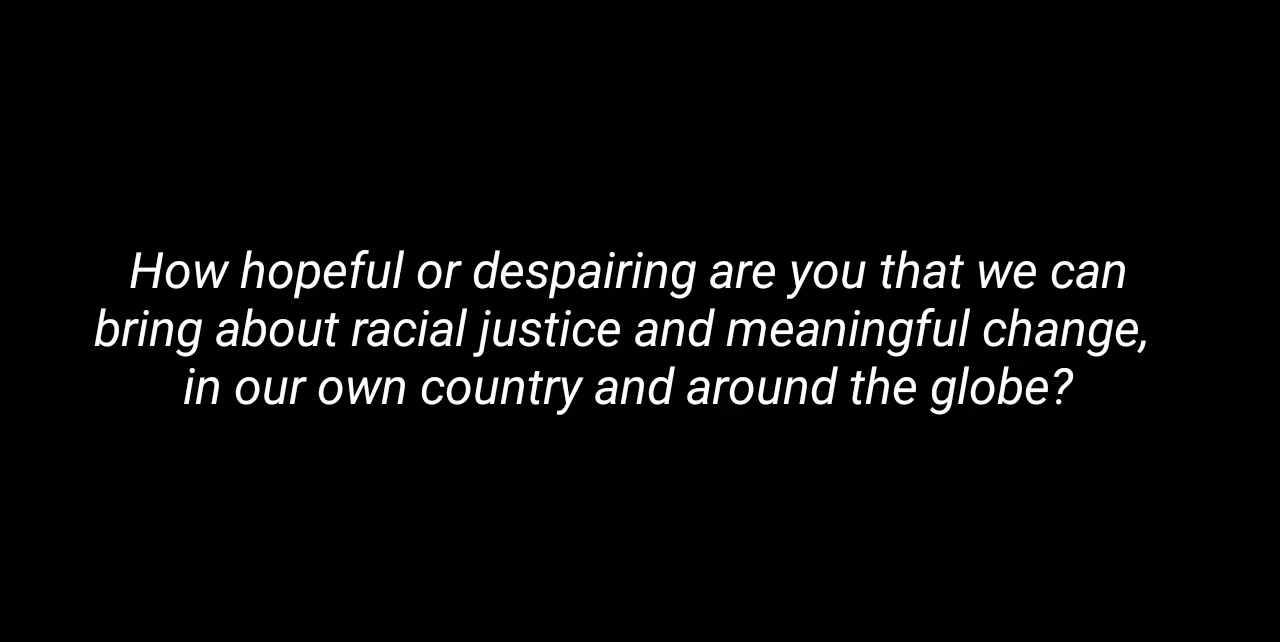 How hopeful or despairing are you that we can
bring about racial justice and meaningful change,
in our own country and around the globe?